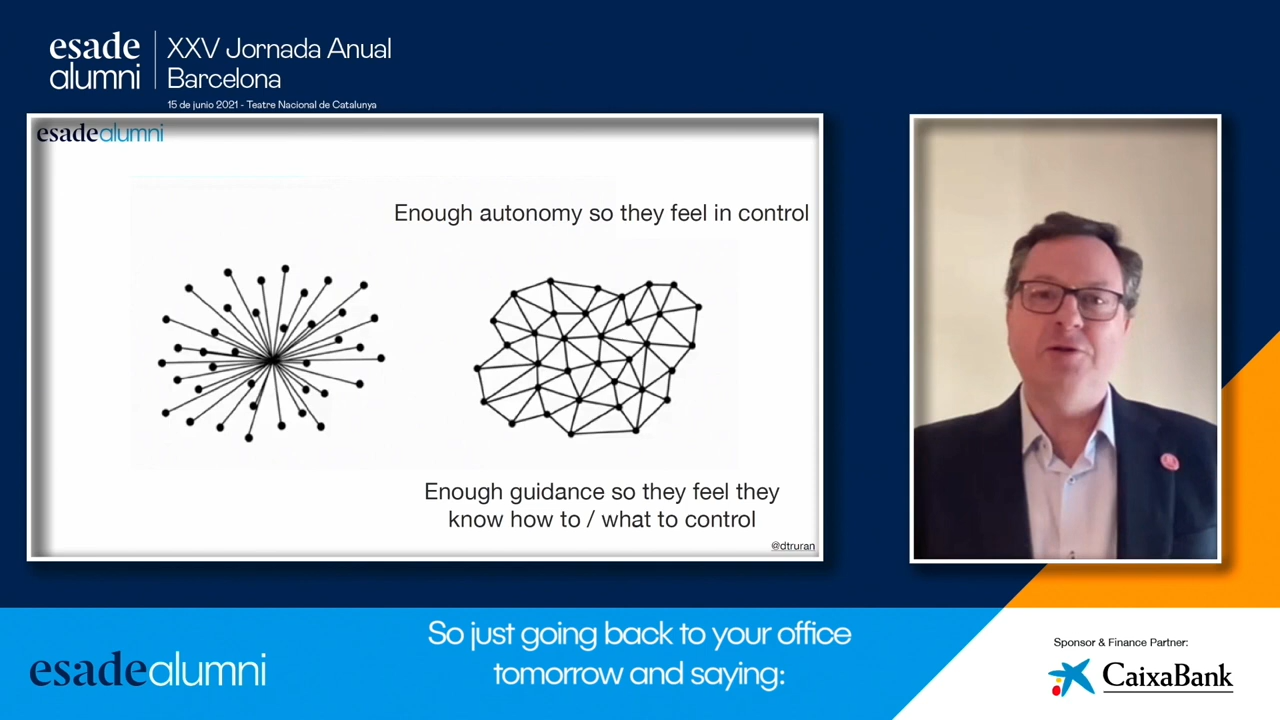 esade
alumni
XXV Jornada Anual
Barcelona
15 de junio 2021 - Teatre Nacional de Catalunya
esadealumni
Enough autonomy so they feel in control
Enough guidance so they feel they
know how to / what to control
@dtruran
So just going back to your office
tomorrow and saying:
esadealumni
Sponsor & Finance Partner:
CaixaBank